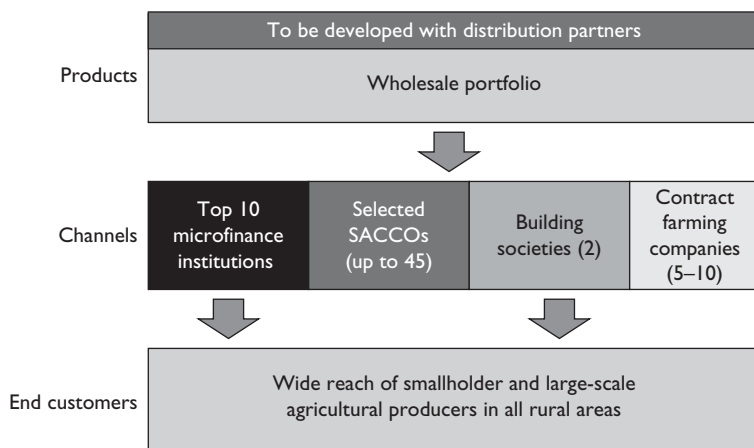 To be developed with distribution partners
Products
Wholesale portfolio
Channels
Top 10
microfinance
institutions
Selected
SACCOs
(up to 45)
Building
societies (2)
Contract
farming
companies
(5–10)
End customers
Wide reach of smallholder and large-scale
agricultural producers in all rural areas